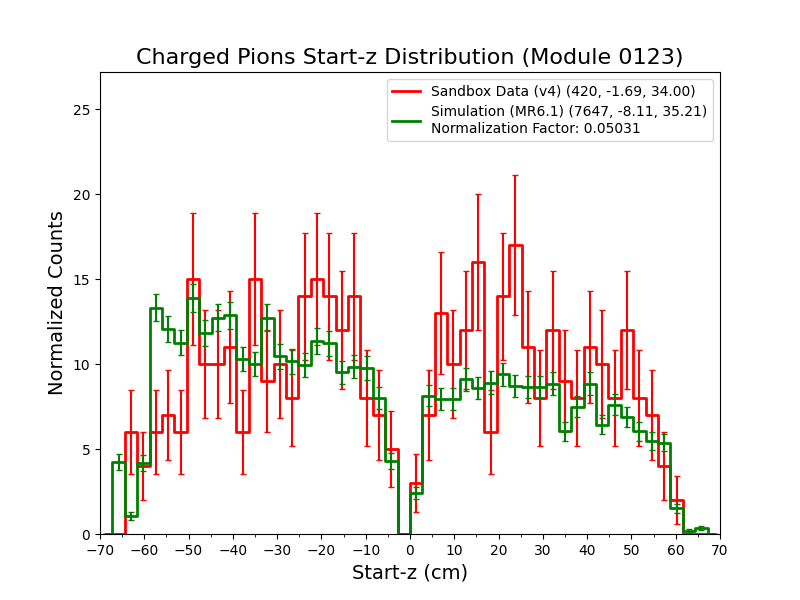 Charged Pions Start-z Distribution (Module 0123)
Sandbox Data (v4) (420, -1.69, 34.00)
Simulation (MR6.1) (7647, -8.11, 35.21)
Normalization Factor: 0.05031
Normalized Counts
25
20
15
10
5
0
−70 −60 −50 −40 −30 −20 −10 0 10 20 30 40 50 60 70
Start-z (cm)